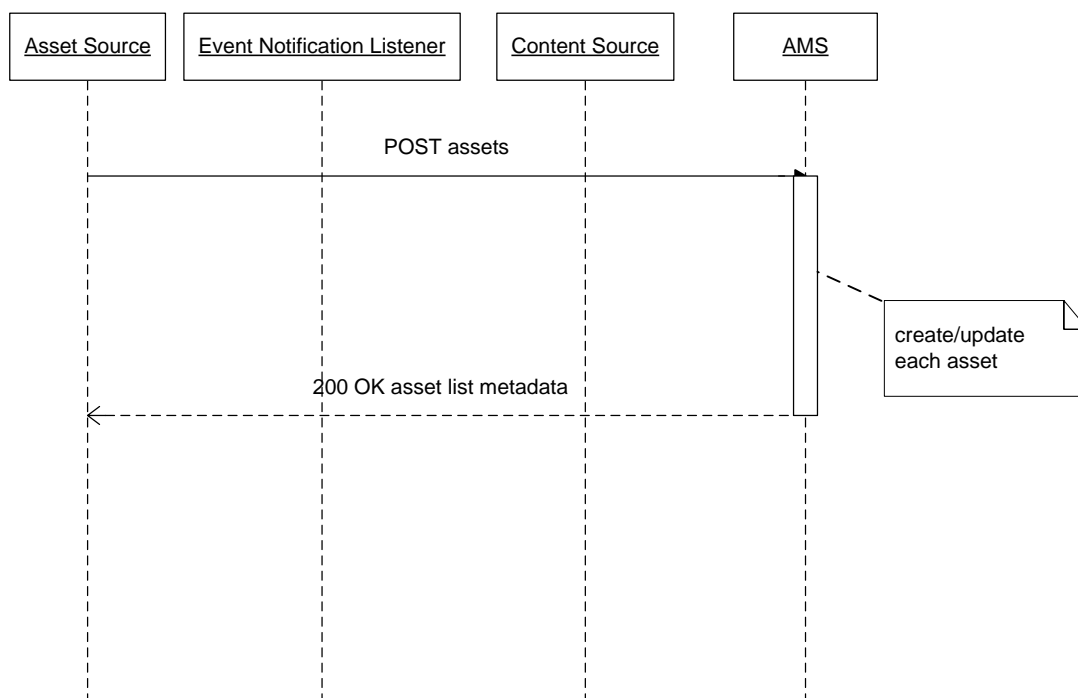 Asset Source
Event Notification Listener
Content Source
AMS
POST assets
create/update
each asset
200 OK asset list metadata